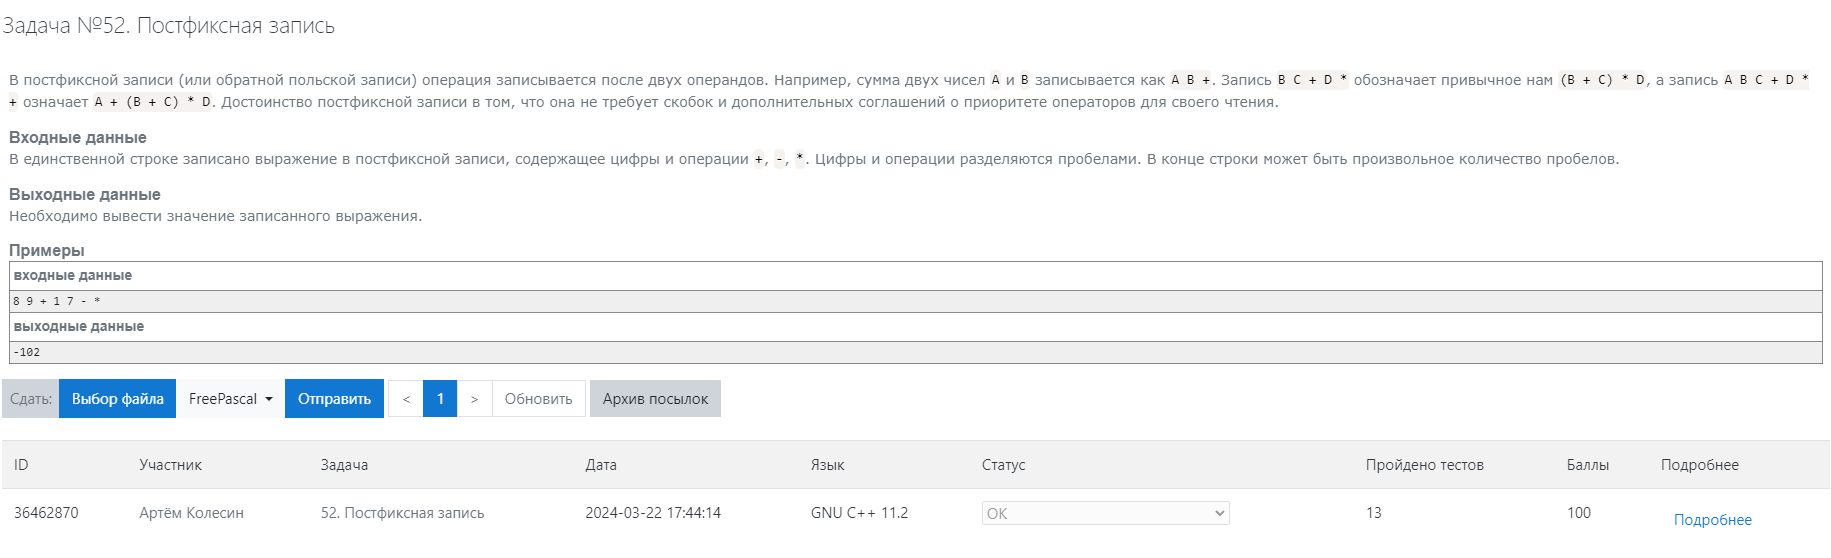 Задача №52. Постфиксная запись
В постфиксной записи (или обратной польской записи) операция записывается после двух операндов. Например, сумма двух чисел A и B записывается как A B +. Запись B C + D * обозначает привычное нам (B + C) * D, а запись A B C + D *
+ означает A + (B + C) * D. Достоинство постфиксной записи в том, что она не требует скобок и дополнительных соглашений о приоритете операторов для своего чтения.
Входные данные
В единственной строке записано выражение в постфиксной записи, содержащее цифры и операции +, -, *. Цифры и операции разделяются пробелами. В конце строки может быть произвольное количество пробелов.
Выходные данные
Необходимо вывести значение записанного выражения.
Примеры
входные данные
8 9 + 1 7 - *
выходные данные
-102
Сдать: Выбор файла FreePascal Отправить < 1 > Обновить Архив посылок
ID Участник Задача Дата Язык Статус Пройдено тестов Баллы Подробнее
36462870 Артём Колесин 52. Постфиксная запись 2024-03-22 17:44:14 GNU C++ 11.2 OK 13 100 Подробнее